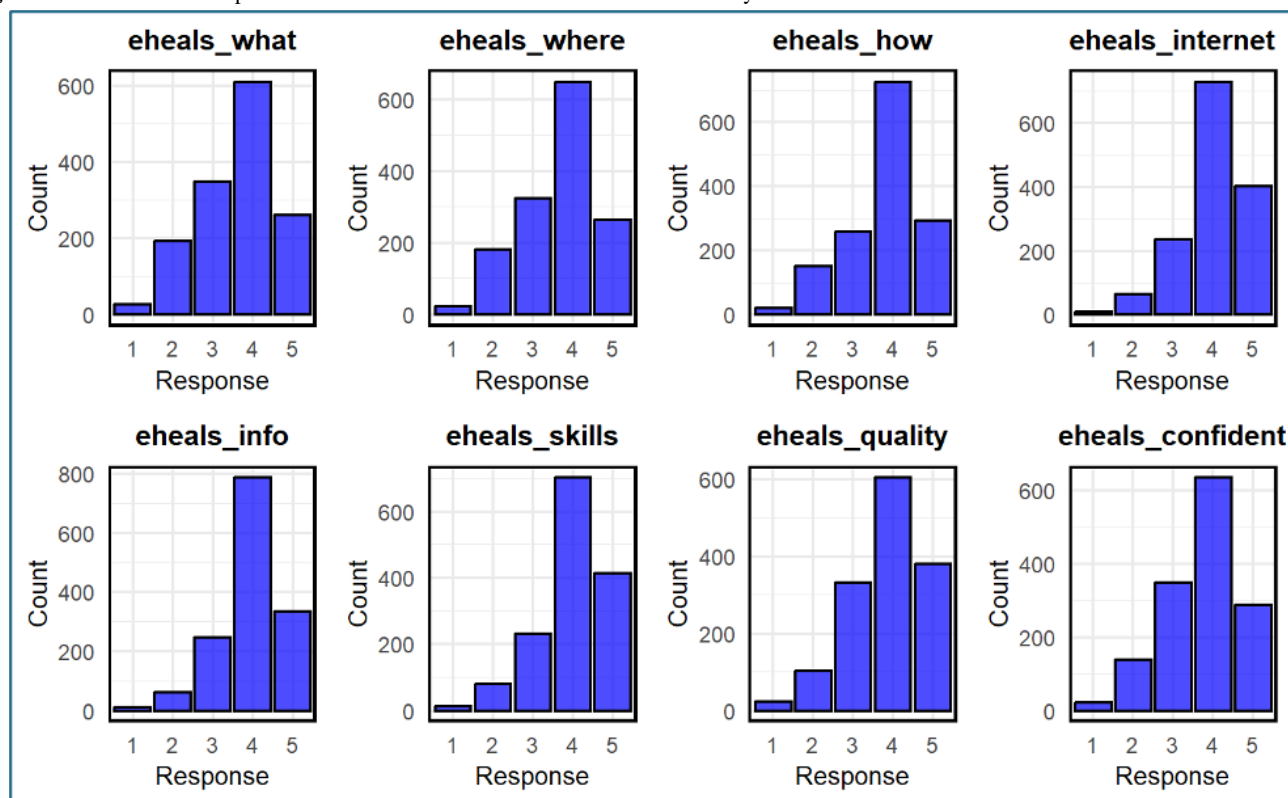 eheals_what eheals_where eheals_how eheals_internet
600
400
200
0
Count
1 2 3 4 5
Response
600
400
200
0
Count
1 2 3 4 5
Response
600
400
200
0
Count
1 2 3 4 5
Response
600
400
200
0
Count
1 2 3 4 5
Response
eheals_info eheals_skills eheals_quality eheals_confident
800
600
400
200
0
Count
1 2 3 4 5
Response
600
400
200
0
Count
1 2 3 4 5
Response
600
400
200
0
Count
1 2 3 4 5
Response
600
400
200
0
Count
1 2 3 4 5
Response